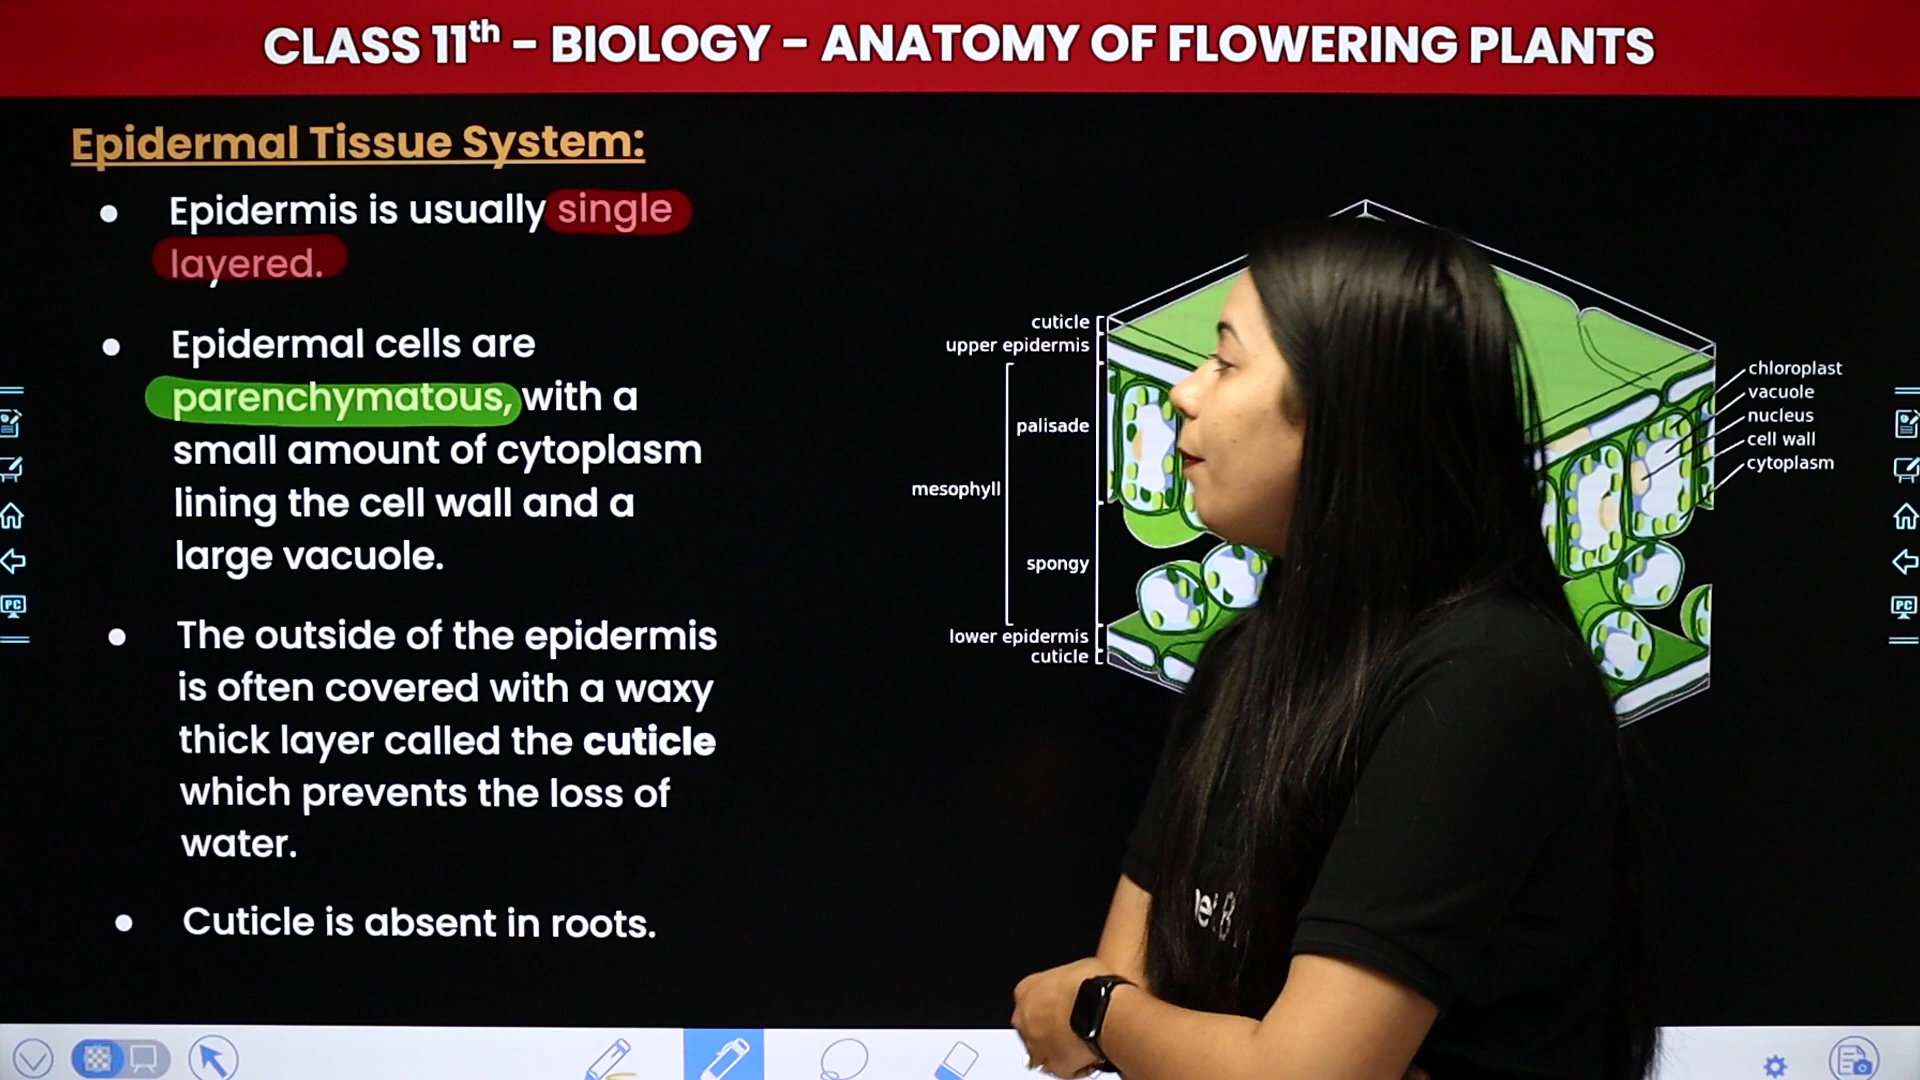 CLASS 11th - BIOLOGY - ANATOMY OF FLOWERING PLANTS
Epidermal Tissue System:
• Epidermis is usually single
layered.
• Epidermal cells are
parenchymatous, with a
small amount of cytoplasm
lining the cell wall and a
large vacuole.
• The outside of the epidermis
is often covered with a waxy
thick layer called the cuticle
which prevents the loss of
water.
• Cuticle is absent in roots.
cuticle
upper epidermis
palisade
mesophyll
spongy
lower epidermis
cuticle
chloroplast
vacuole
nucleus
cell wall
cytoplasm
PC
PC